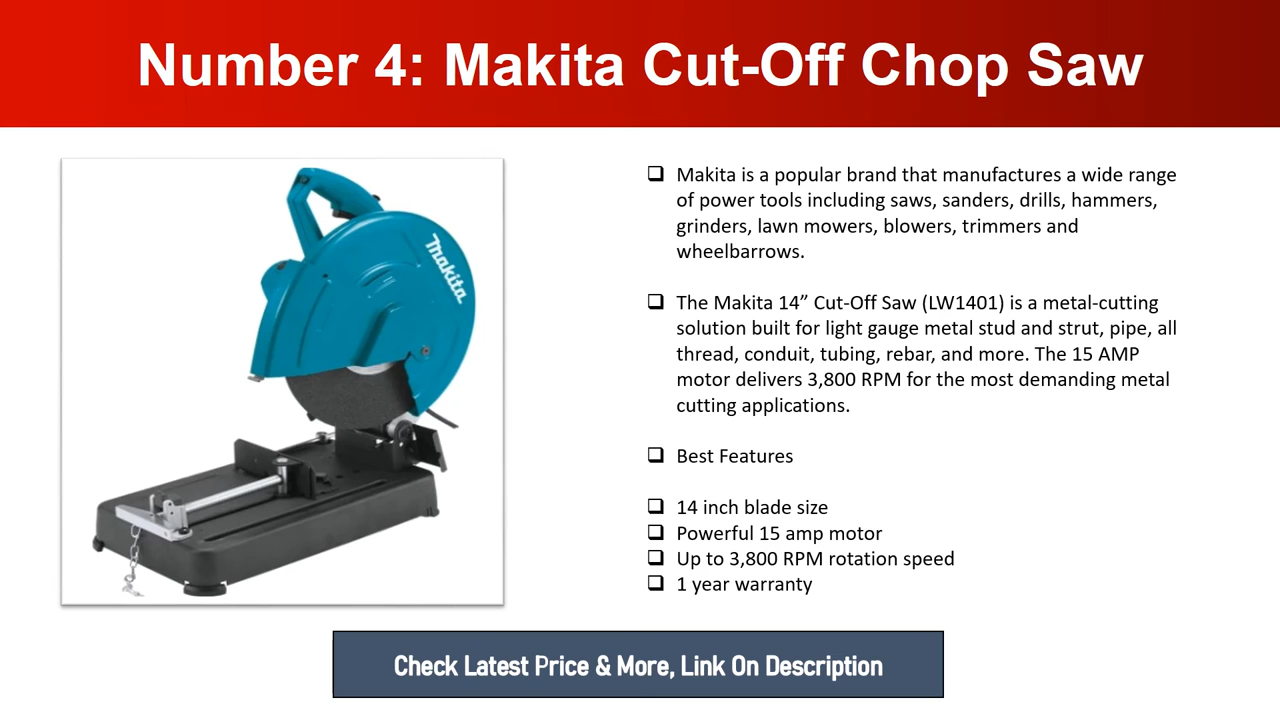 Number 4: Makita Cut-Off Chop Saw
Makita
❑ Makita is a popular brand that manufactures a wide range
of power tools including saws, sanders, drills, hammers,
grinders, lawn mowers, blowers, trimmers and
wheelbarrows.
❑ The Makita 14” Cut-Off Saw (LW1401) is a metal-cutting
solution built for light gauge metal stud and strut, pipe, all
thread, conduit, tubing, rebar, and more. The 15 AMP
motor delivers 3,800 RPM for the most demanding metal
cutting applications.
❑ Best Features
❑ 14 inch blade size
❑ Powerful 15 amp motor
❑ Up to 3,800 RPM rotation speed
❑ 1 year warranty
Check Latest Price & More, Link On Description